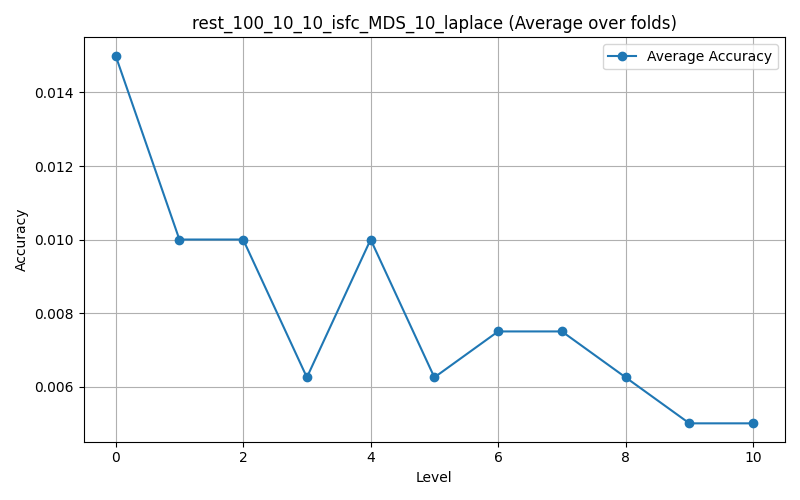 rest_100_10_10_isfc_MDS_10_laplace (Average over folds)
Average Accuracy
Accuracy
0.014
0.012
0.010
0.008
0.006
0 2 4 6 8 10
Level